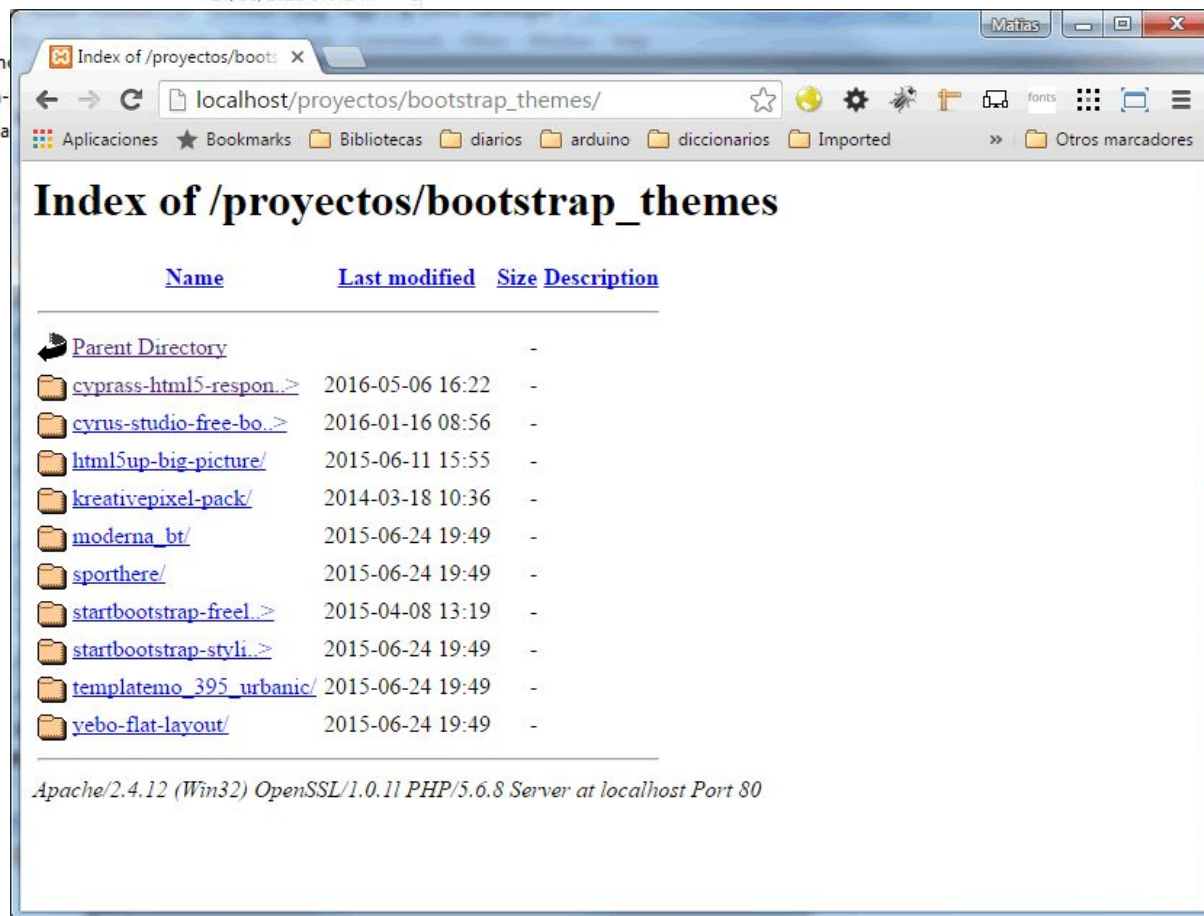 Matias
Index of /proyectos/boots
localhost/proyectos/bootstrap_themes/
fonts
Aplicaciones Bookmarks Bibliotecas diarios arduino diccionarios Imported » Otros marcadores
Index of /proyectos/bootstrap_themes
Name Last modified Size Description
Parent Directory -
cyprass-html5-respon..> 2016-05-06 16:22 -
cyrus-studio-free-bo..> 2016-01-16 08:56 -
html5up-big-picture/ 2015-06-11 15:55 -
kreativepixel-pack/ 2014-03-18 10:36 -
moderna_bt/ 2015-06-24 19:49 -
sporthere/ 2015-06-24 19:49 -
startbootstrap-freel..> 2015-04-08 13:19 -
startbootstrap-styli..> 2015-06-24 19:49 -
templatemo_395_urbanic/ 2015-06-24 19:49 -
yebo-flat-layout/ 2015-06-24 19:49 -
Apache/2.4.12 (Win32) OpenSSL/1.0.1l PHP/5.6.8 Server at localhost Port 80